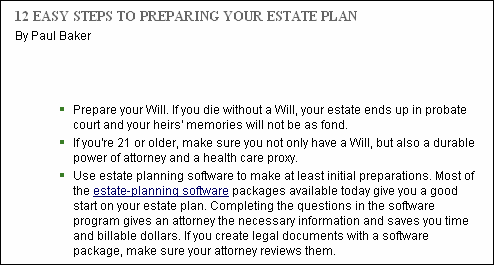 12 EASY STEPS TO PREPARING YOUR ESTATE PLAN
By Paul Baker
Prepare your Will. If you die without a Will, your estate ends up in probate
court and your heirs' memories will not be as fond.
If you're 21 or older, make sure you not only have a Will, but also a durable
power of attorney and a health care proxy.
Use estate planning software to make at least initial preparations. Most of
the estate-planning software packages available today give you a good
start on your estate plan. Completing the questions in the software
program gives an attorney the necessary information and saves you time
and billable dollars. If you create legal documents with a software
package, make sure your attorney reviews them.